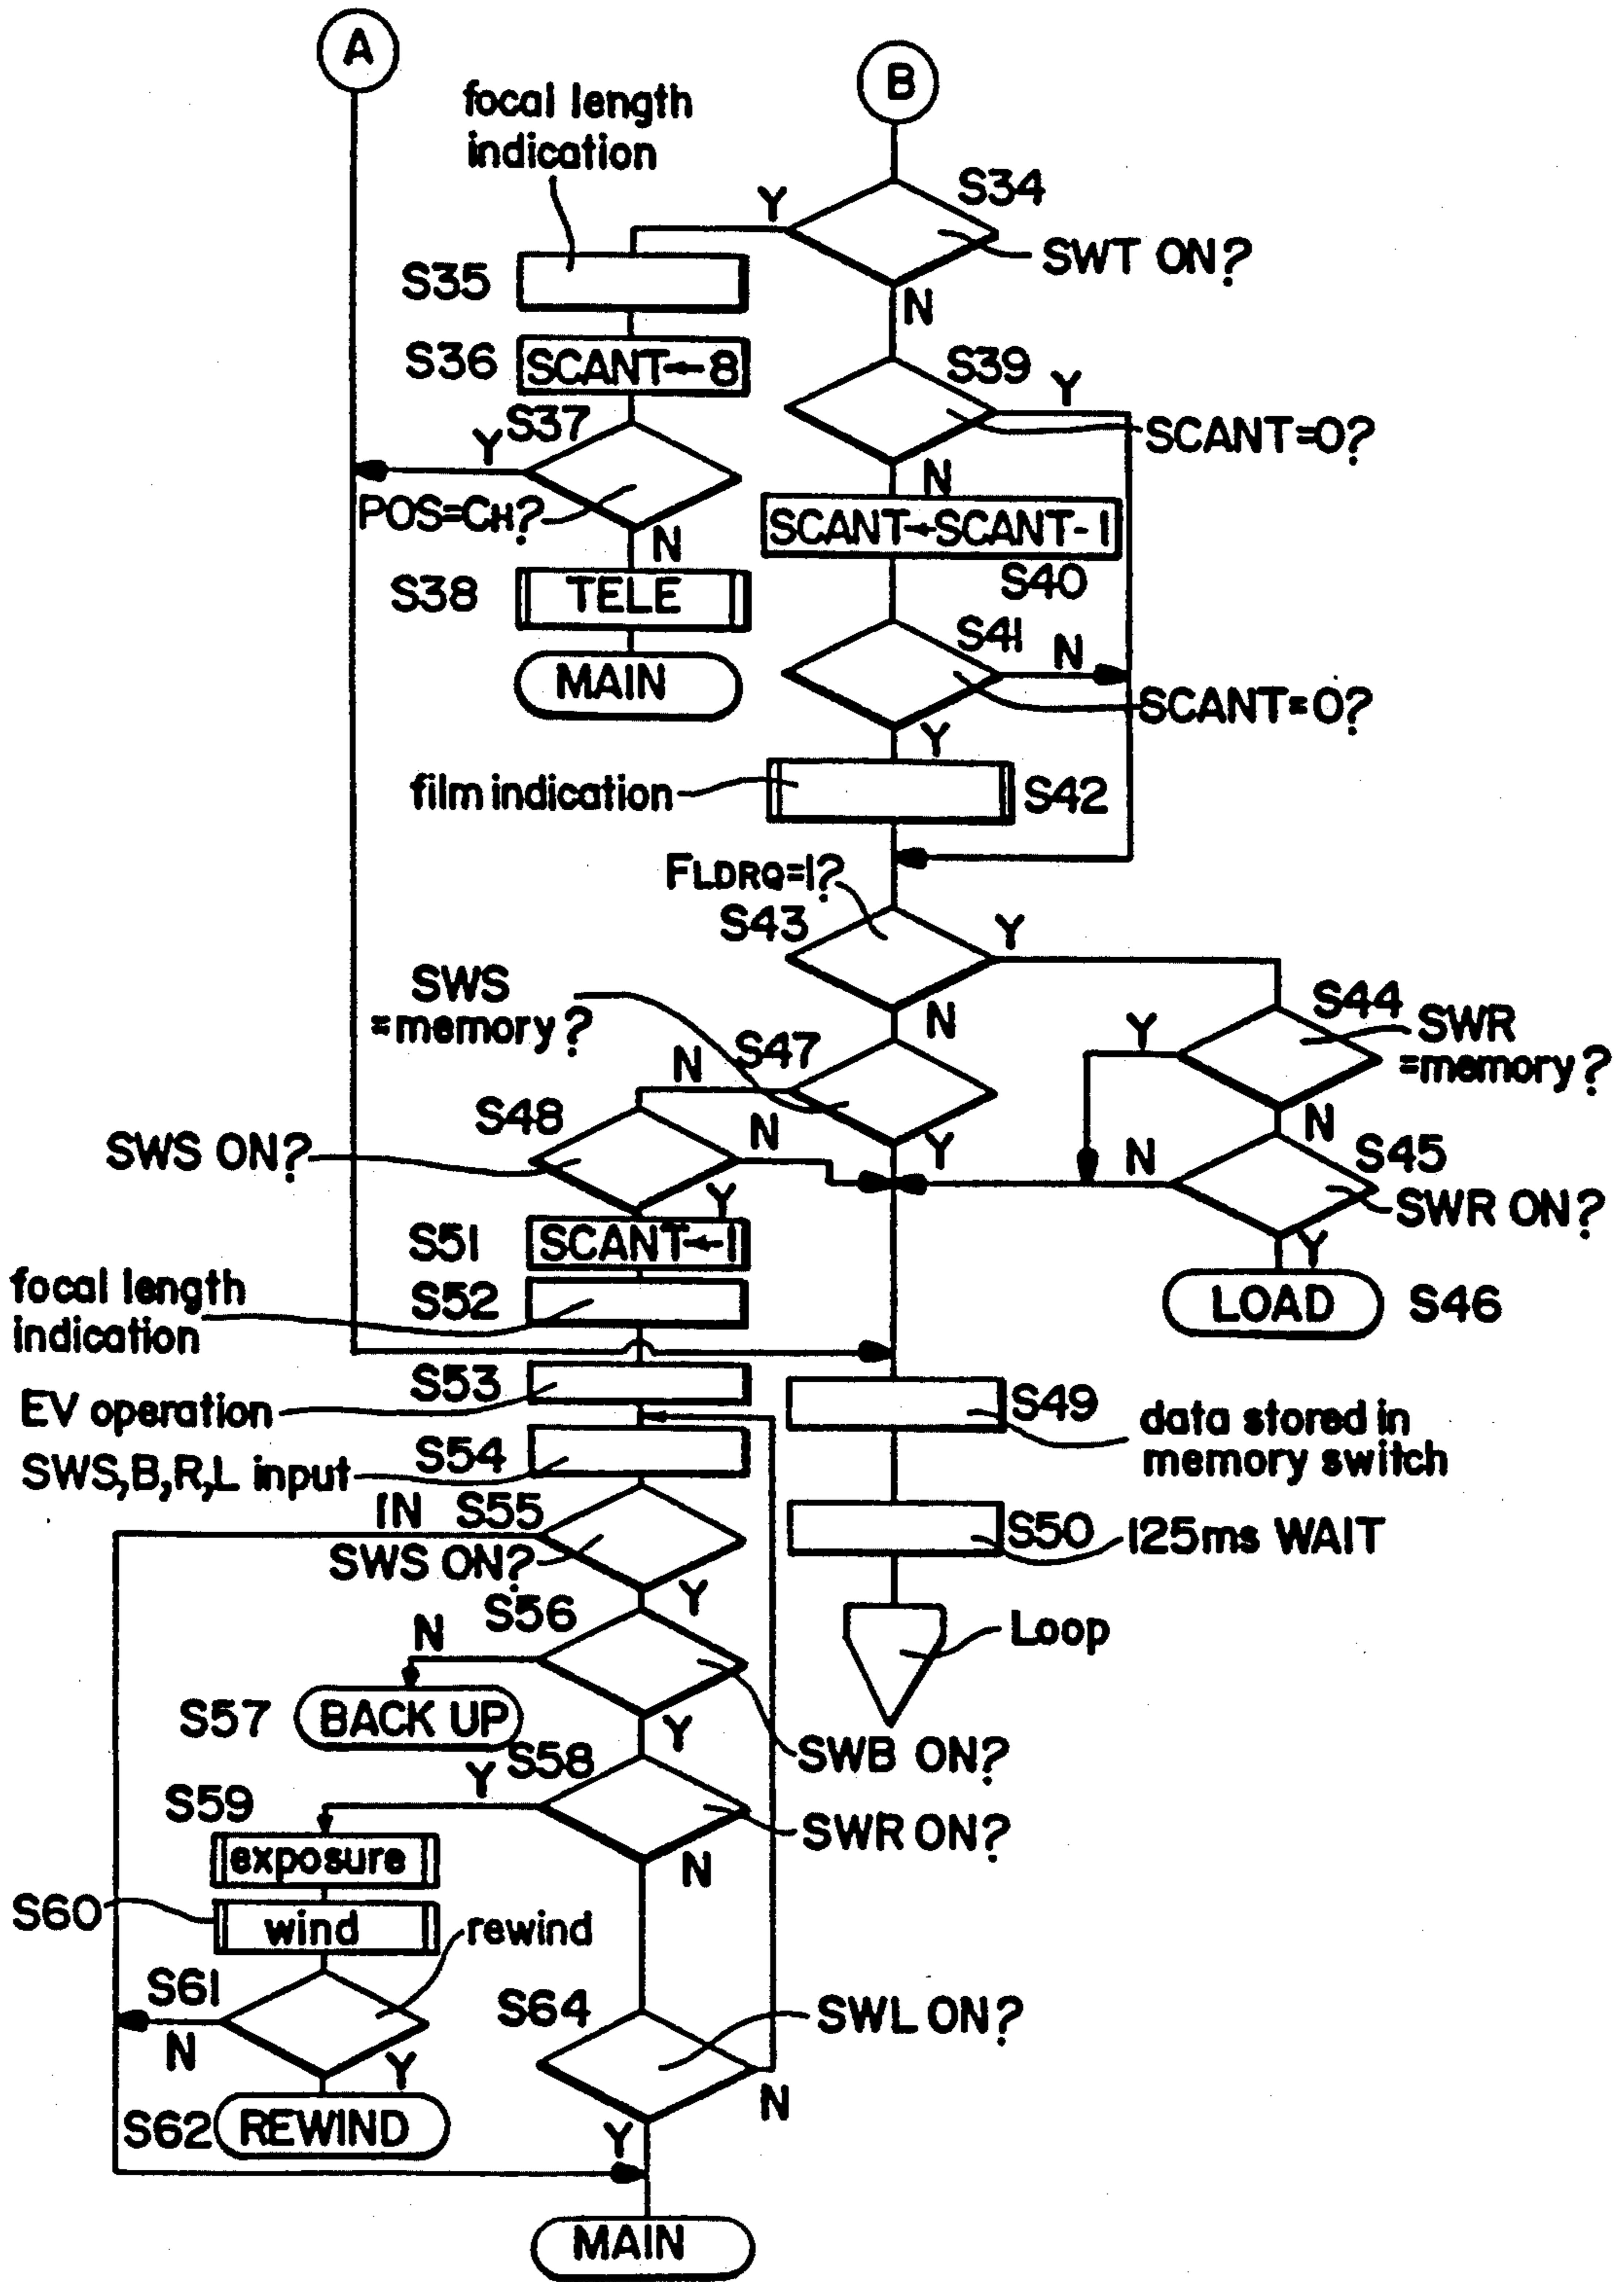 A
B
focal length
indication
S34
Y
SWT ON?
S35
N
S36
SCANT←8
S39
Y
S37
Y
SCANT=0?
POS=CH?
N
N
SCANT←SCANT-1
S38
TELE
S40
S41
N
MAIN
SCANT=0?
Y
film indication
S42
FLDRQ=1?
S43
Y
SWS
=memory?
S44
SWR
=memory?
N
Y
S47
N
S48
N
N
SWS ON?
Y
N
S45
Y
SWR ON?
S51
SCANT←1
Y
focal length
indication
S52
LOAD
S46
S53
EV operation
S49
data stored in
memory switch
SWS,B,R,L input
S54
IN
S55
S50
125ms WAIT
SWS ON?
Y
S56
N
Loop
S57
BACK UP
Y
SWB ON?
S58
Y
S59
SWR ON?
exposure
N
S60
wind
rewind
S61
S64
SWL ON?
N
Y
N
S62
REWIND
Y
MAIN